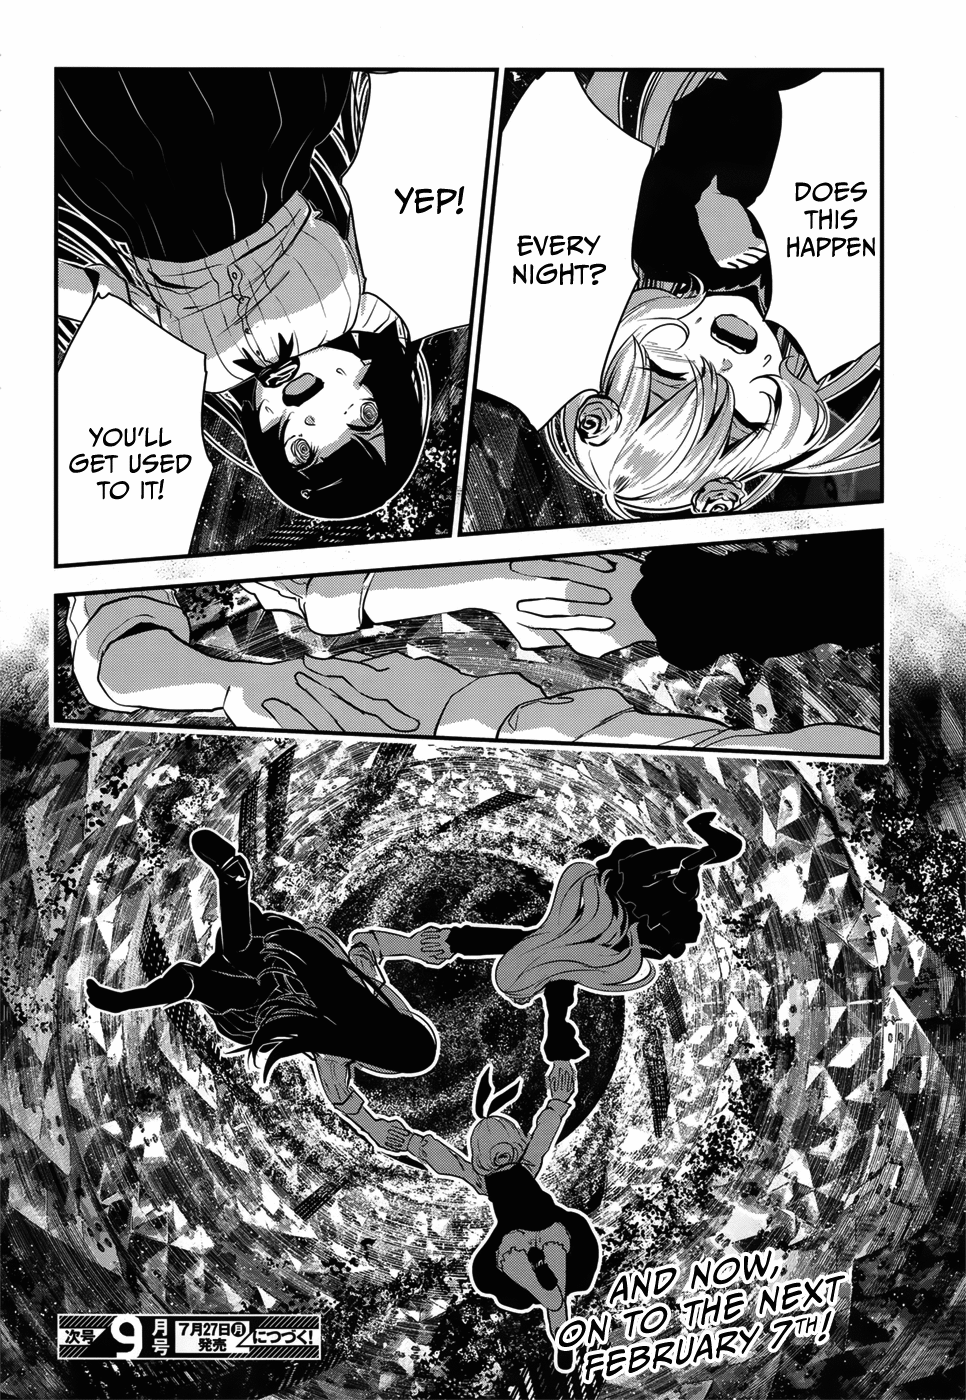 DOES
THIS
HAPPEN
EVERY
NIGHT?
YEP!
YOU'LL
GET USED
TO IT!
AND NOW,
ON TO THE NEXT
FEBRUARY 7TH!
次号9月号
7月27日(月)
発売
につづく!